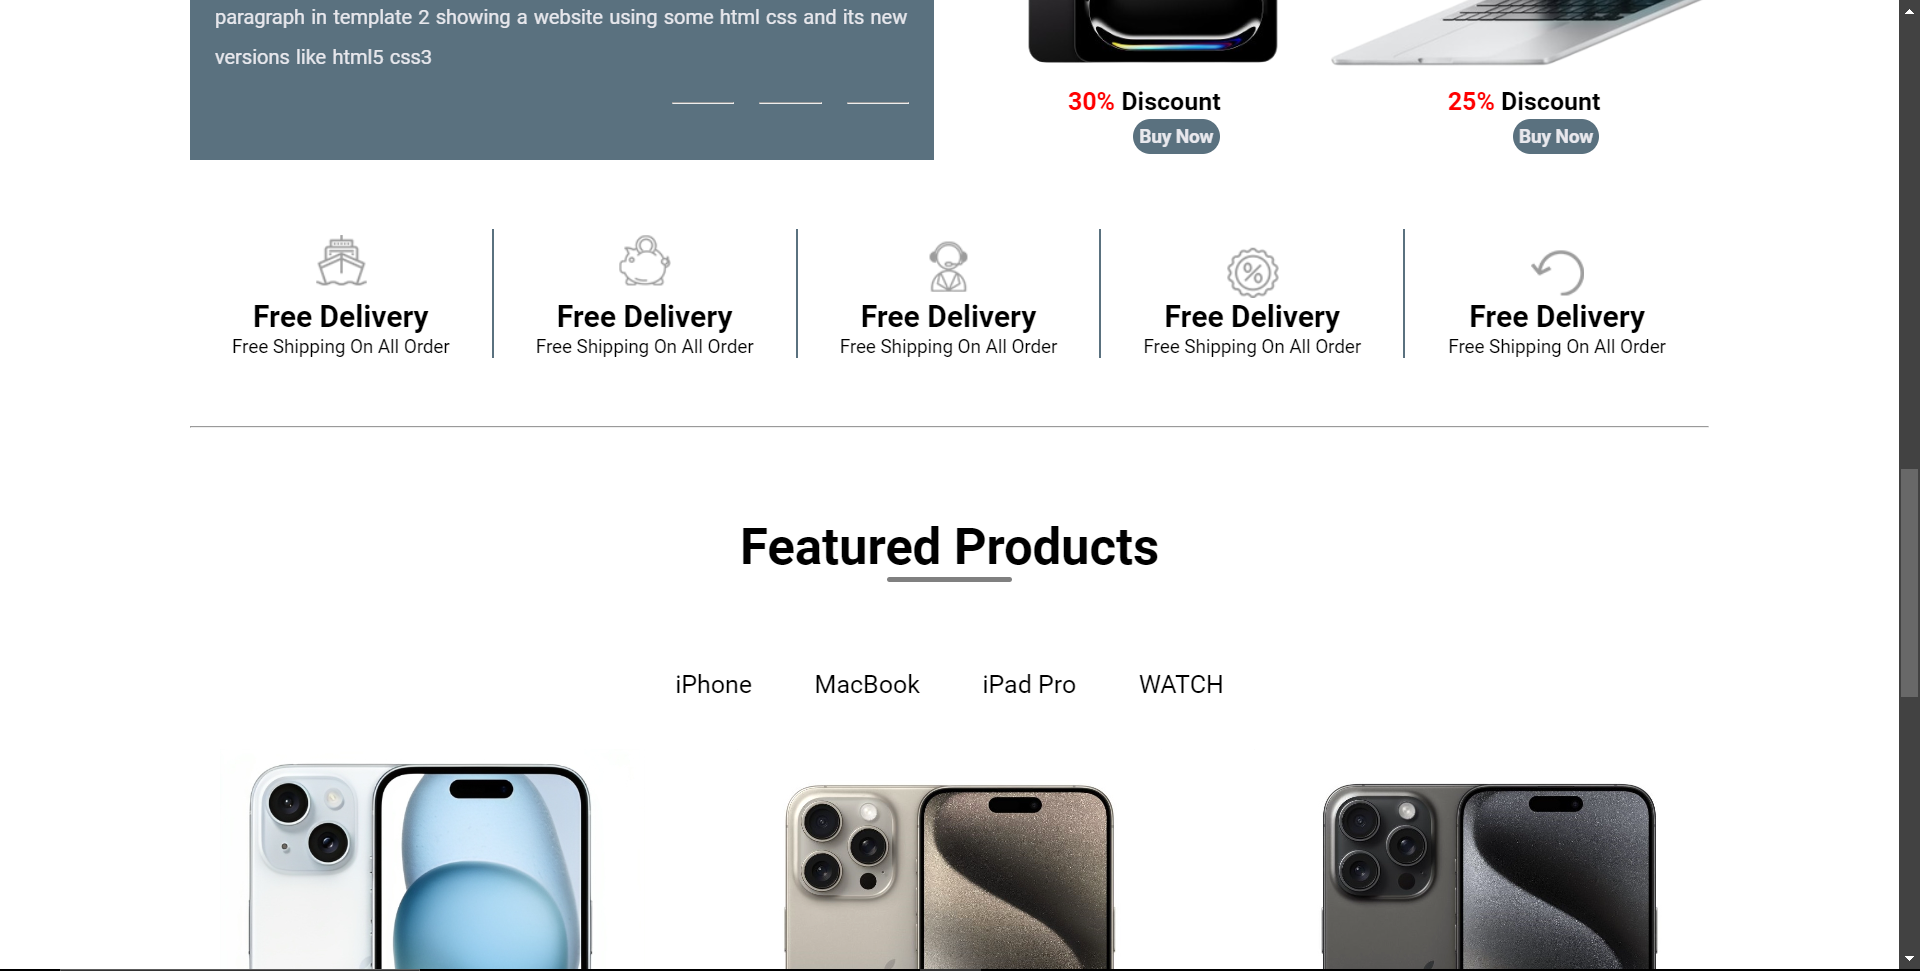 paragraph in template 2 showing a website using some html css and its new
versions like html5 css3
30% Discount
Buy Now
25% Discount
Buy Now
Free Delivery
Free Shipping On All Order
Free Delivery
Free Shipping On All Order
Free Delivery
Free Shipping On All Order
%
Free Delivery
Free Shipping On All Order
Free Delivery
Free Shipping On All Order
Featured Products
iPhone
MacBook
iPad Pro
WATCH